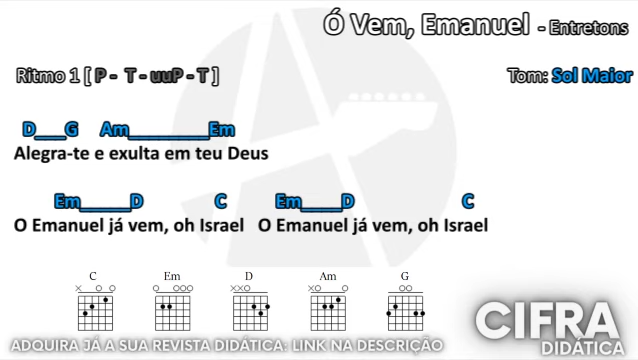 Ó Vem, Emanuel - Entretons
Ritmo 1 [ P - T - uuP - T ]
Tom: Sol Maior
D___G Am________Em
Alegra-te e exulta em teu Deus
Em_____D C Em____D C
O Emanuel já vem, oh Israel O Emanuel já vem, oh Israel
C Em D Am G
CIFRA
DIDÁTICA
ADQUIRA JÁ A SUA REVISTA DIDÁTICA: LINK NA DESCRIÇÃO